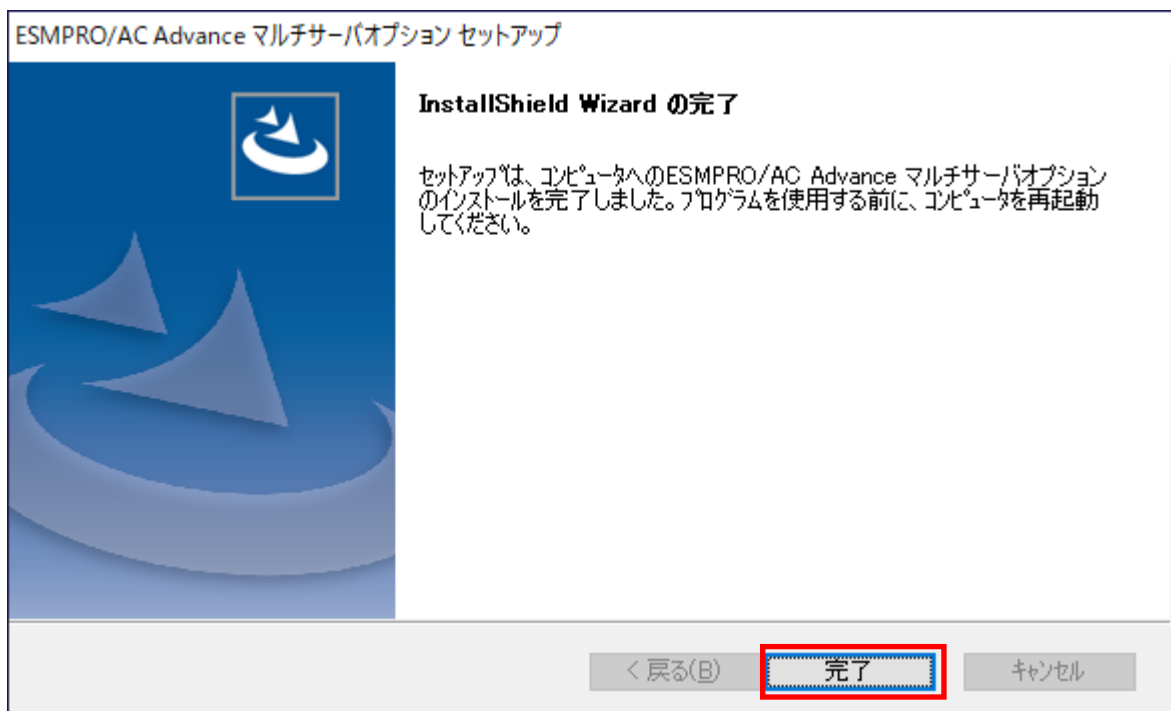 ESMPRO/AC Advance マルチサーバオプション セットアップ
InstallShield Wizard の完了
セットアップは、コンピュータへのESMPRO/AC Advance マルチサーバオプション
のインストールを完了しました。プログラムを使用する前に、コンピュータを再起動
してください。
< 戻る(B)
完了
キャンセル